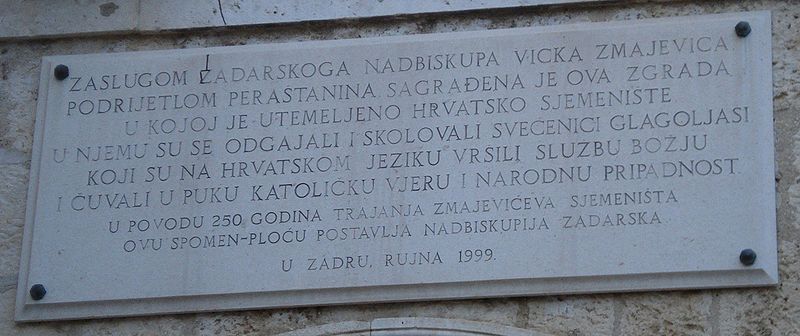 ZASLUGOM ZADARSKOGA NADBISKUPA VICKA ZMAJEVIĆA
PODRIJETLOM PERAŠTANINA, SAGRAĐENA JE OVA ZGRADA
U KOJOJ JE UTEMELJENO HRVATSKO SJEMENIŠTE
U NJEMU SU SE ODGAJALI I ŠKOLOVALI SVEĆENICI GLAGOLJAŠI
KOJI SU NA HRVATSKOM JEZIKU VRŠILI SLUŽBU BOŽJU
I ČUVALI U PUKU KATOLIČKU VJERU I NARODNU PRIPADNOST.
U POVODU 250 GODINA TRAJANJA ZMAJEVIĆEVA SJEMENIŠTA
OVU SPOMEN-PLOČU POSTAVLJA NADBISKUPIJA ZADARSKA
U ZADRU, RUJNA 1999.